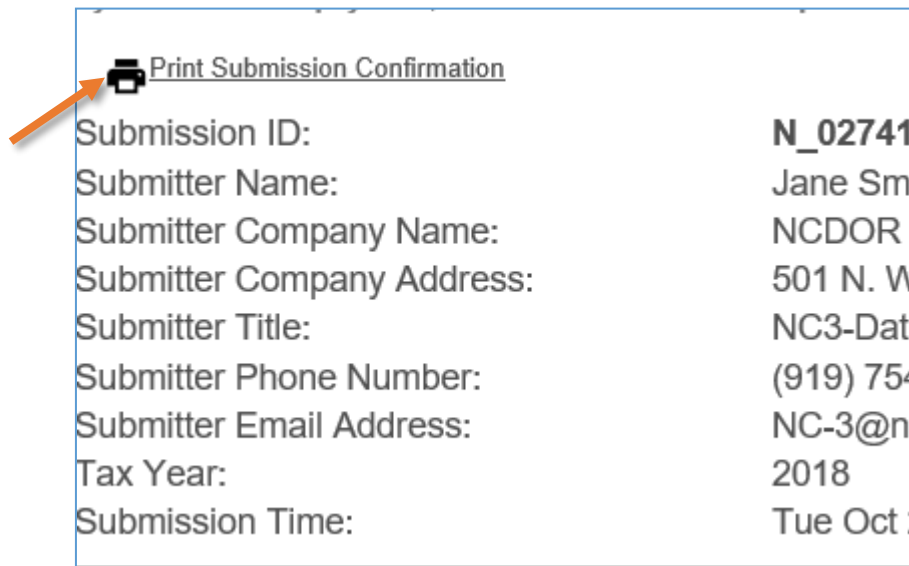 Print Submission Confirmation
Submission ID: N_02741
Submitter Name: Jane Sm
Submitter Company Name: NCDOR
Submitter Company Address: 501 N. W
Submitter Title: NC3-Dat
Submitter Phone Number: (919) 754
Submitter Email Address: NC-3@n
Tax Year: 2018
Submission Time: Tue Oct